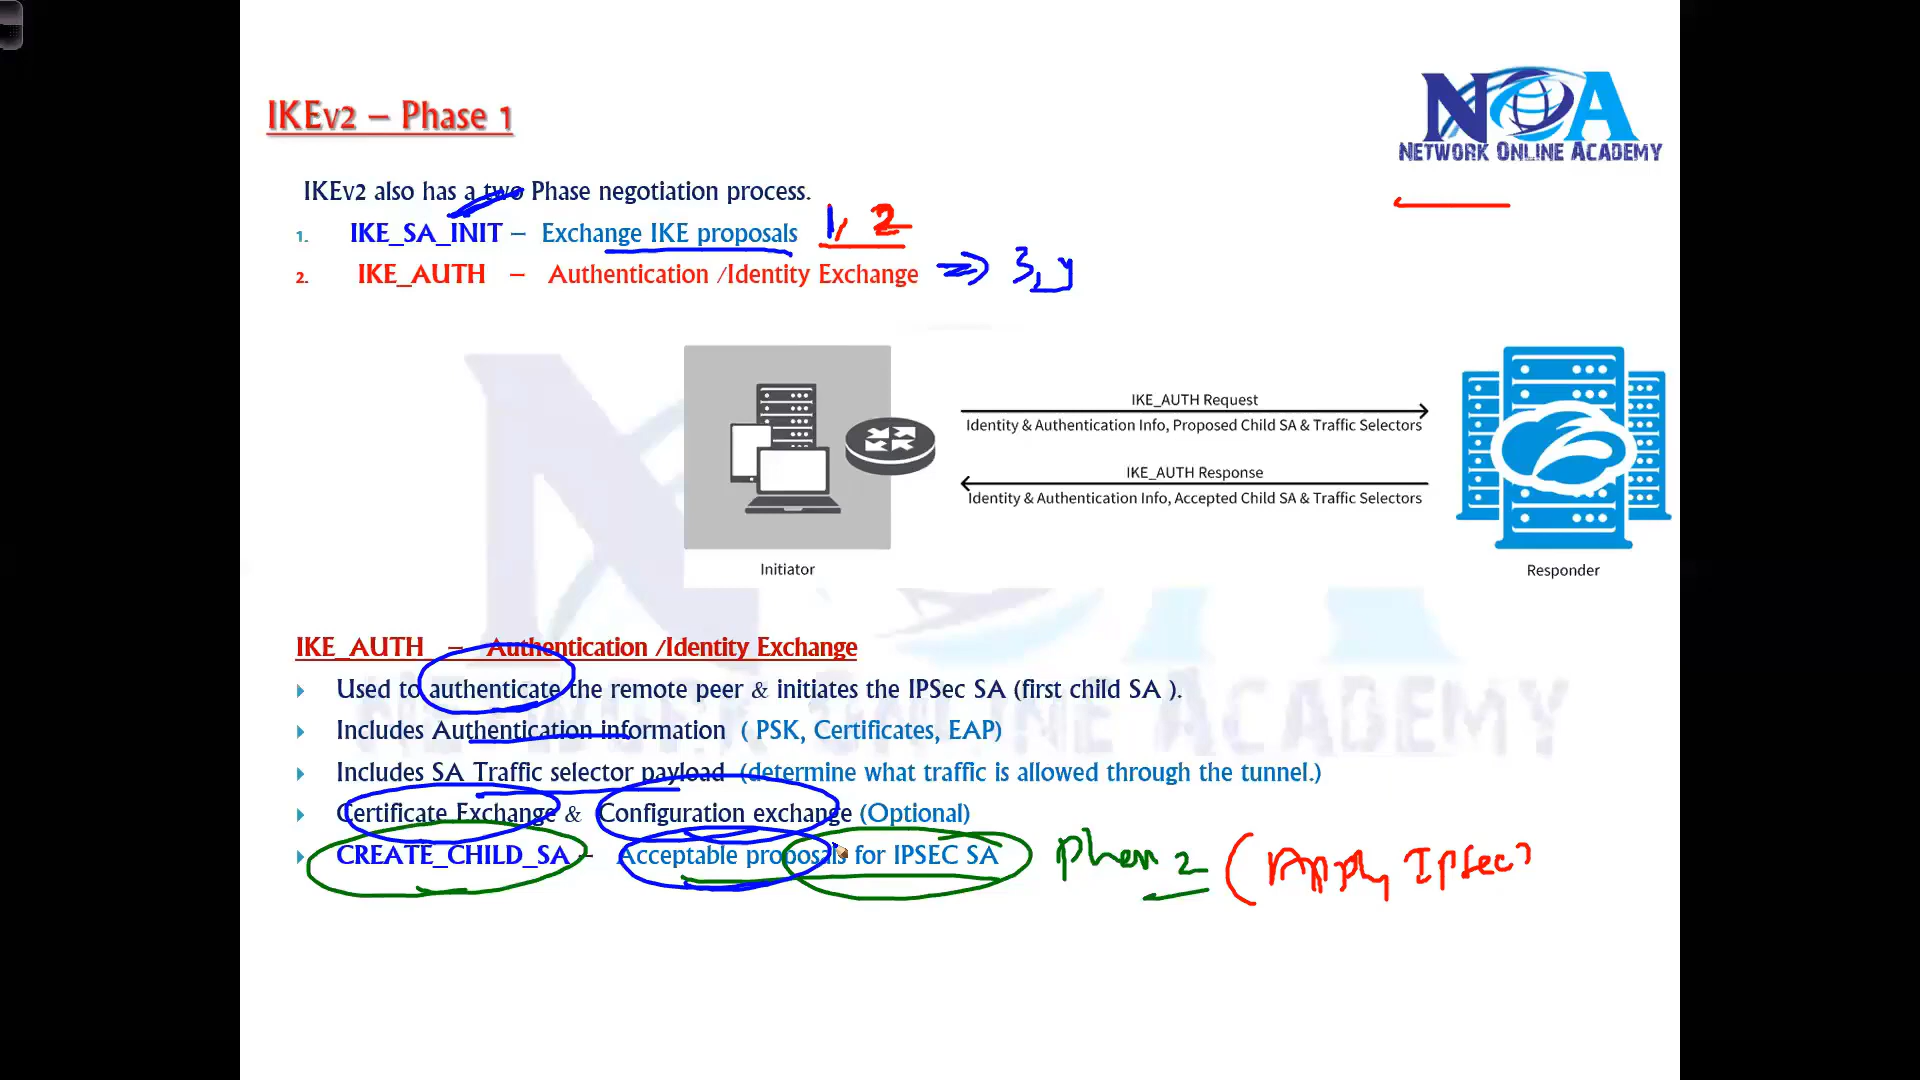 IKEv2 – Phase 1
NOA
NETWORK ONLINE ACADEMY
IKEv2 also has a two Phase negotiation process.
1. IKE_SA_INIT – Exchange IKE proposals 1, 2
2. IKE_AUTH – Authentication /Identity Exchange => 3, 4
IKE_AUTH Request
Identity & Authentication Info, Proposed Child SA & Traffic Selectors
IKE_AUTH Response
Identity & Authentication Info, Accepted Child SA & Traffic Selectors
Initiator
Responder
IKE_AUTH – Authentication /Identity Exchange
Used to authenticate the remote peer & initiates the IPSec SA (first child SA ).
Includes Authentication information ( PSK, Certificates, EAP)
Includes SA Traffic selector payload (determine what traffic is allowed through the tunnel.)
Certificate Exchange & Configuration exchange (Optional)
CREATE_CHILD_SA – Acceptable proposals for IPSEC SA 2 ( Apply IPsec)
NETWORK ONLINE ACADEMY